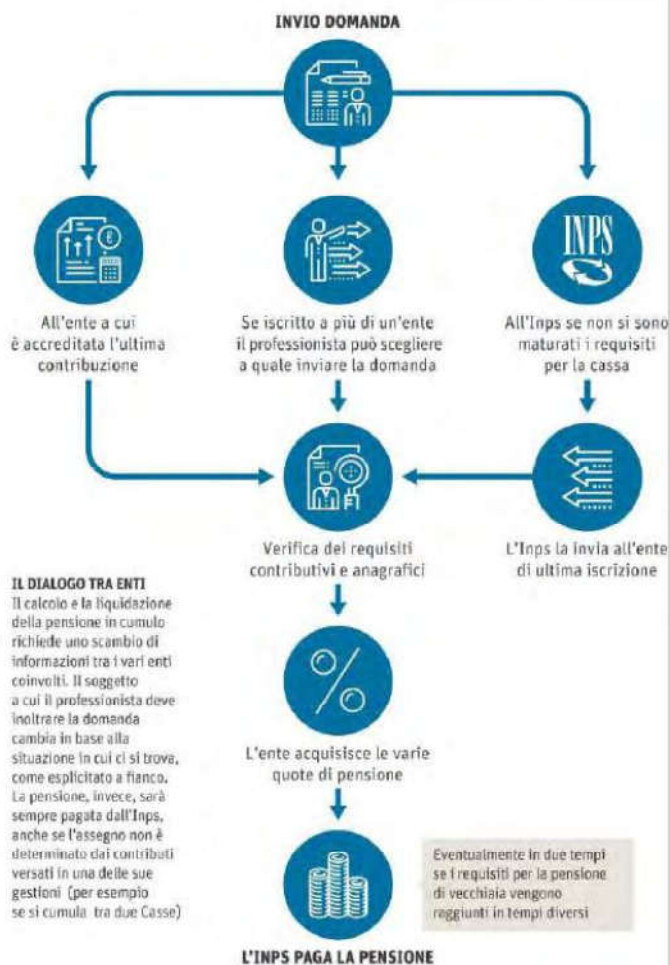 INVIO DOMANDA
INPS
All'ente a cui
è accreditata l'ultima
contribuzione
Se iscritto a più di un'ente
il professionista può scegliere
a quale inviare la domanda
All'Inps se non si sono
maturati i requisiti
per la cassa
Verifica dei requisiti
contributivi e anagrafici
L'Inps la invia all'ente
di ultima iscrizione
IL DIALOGO TRA ENTI
Il calcolo e la liquidazione
della pensione in cumulo
richiede uno scambio di
informazioni tra i vari enti
coinvolti. Il soggetto
a cui il professionista deve
inoltrare la domanda
cambia in base alla
situazione in cui ci si trova,
come esplicitato a fianco.
La pensione, invece, sarà
sempre pagata dall'Inps,
anche se l'assegno non è
determinato dai contributi
versati in una delle sue
gestioni (per esempio
se si cumula tra due Casse)
L'ente acquisisce le varie
quote di pensione
Eventualmente in due tempi
se i requisiti per la pensione
di vecchiaia vengono
raggiunti in tempi diversi
L'INPS PAGA LA PENSIONE